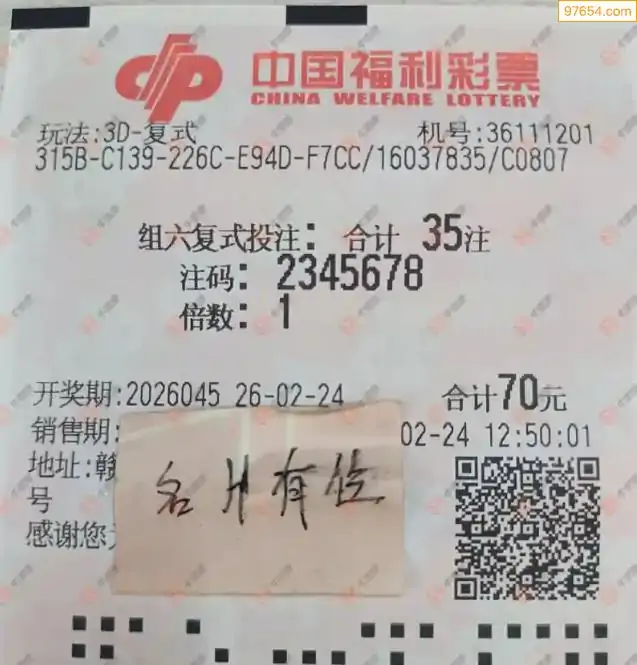 97654.com
中国福利彩票
CHINA WELFARE LOTTERY
玩法:3D-复式 机号:36111201
315B-C139-226C-E94D-F7CC/16037835/C0807
组六复式投注: 合计 35注
注码: 2345678
倍数: 1
开奖期:2026045 26-02-24 合计70元
销售期: 02-24 12:50:01
地址:赣
号
感谢您
名片有位